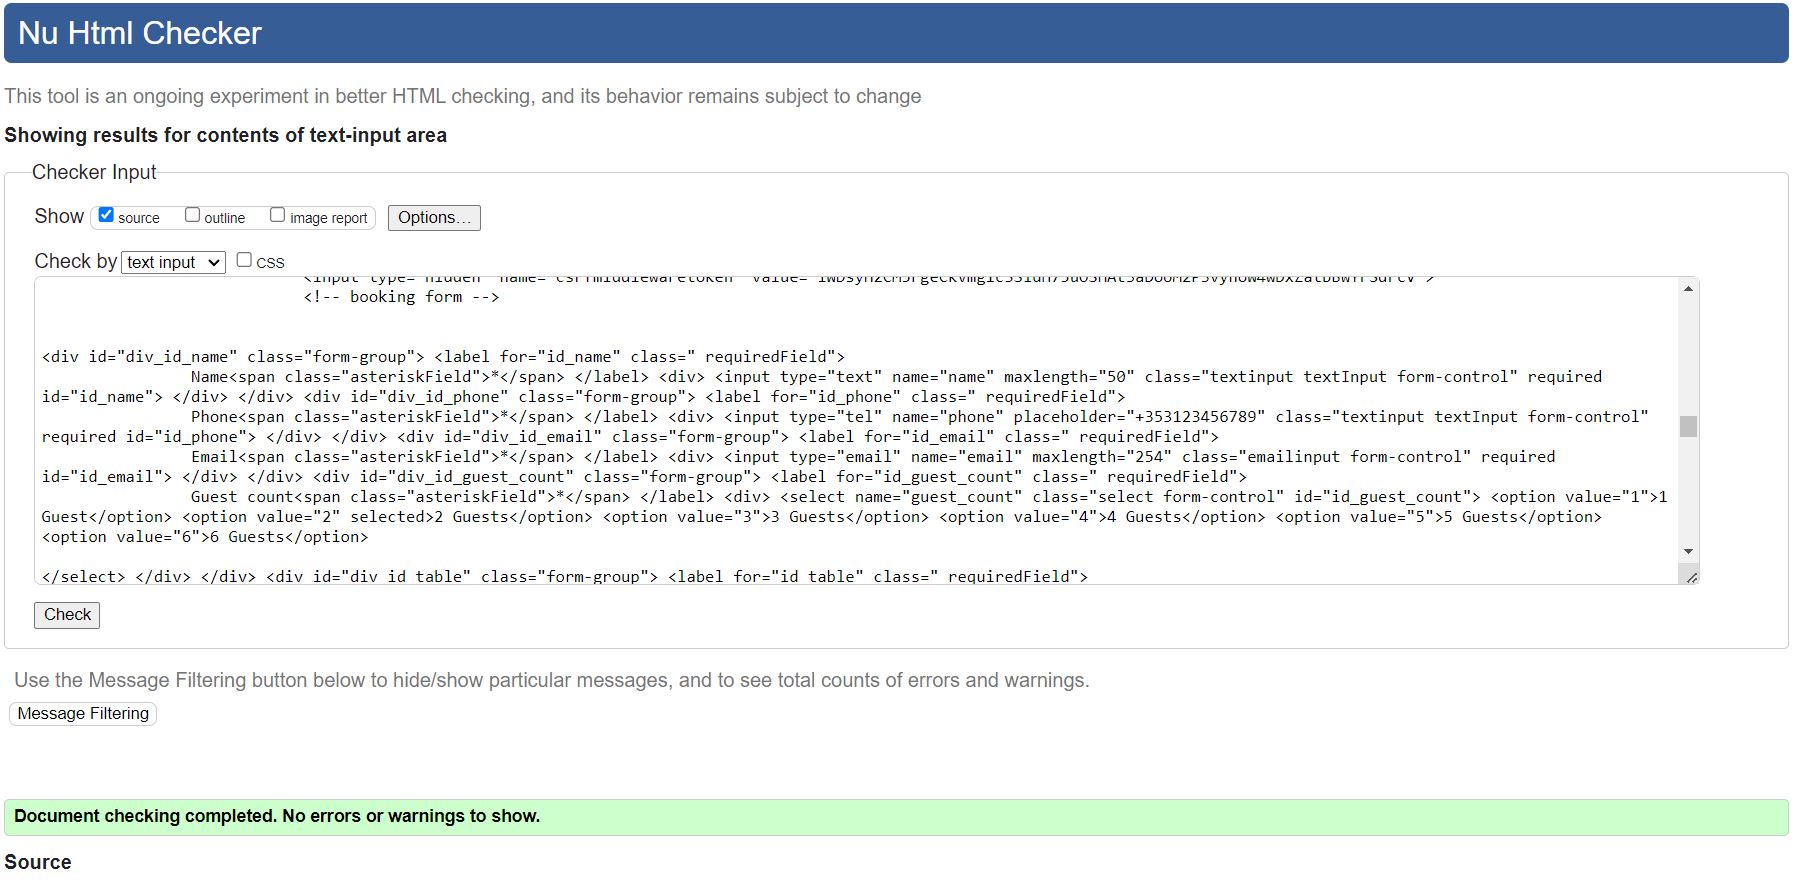 Nu Html Checker
This tool is an ongoing experiment in better HTML checking, and its behavior remains subject to change
Showing results for contents of text-input area
Checker Input
Show source outline image report Options...
Check by text input CSS
<input type="hidden" name="csrfmiddlewaretoken" value=
<!-- booking form -->
<div id="div_id_name" class="form-group"> <label for="id_name" class=" requiredField">
Name<span class="asteriskField">*</span> </label> <div> <input type="text" name="name" maxlength="50" class="textinput textInput form-control" required
id="id_name"> </div> </div> <div id="div_id_phone" class="form-group"> <label for="id_phone" class=" requiredField">
Phone<span class="asteriskField">*</span> </label> <div> <input type="tel" name="phone" placeholder="+353123456789" class="textinput textInput form-control"
required id="id_phone"> </div> </div> <div id="div_id_email" class="form-group"> <label for="id_email" class=" requiredField">
Email<span class="asteriskField">*</span> </label> <div> <input type="email" name="email" maxlength="254" class="emailinput form-control" required
id="id_email"> </div> </div> <div id="div_id_guest_count" class="form-group"> <label for="id_guest_count" class=" requiredField">
Guest count<span class="asteriskField">*</span> </label> <div> <select name="guest_count" class="select form-control" id="id_guest_count"> <option value="1">1
Guest</option> <option value="2" selected>2 Guests</option> <option value="3">3 Guests</option> <option value="4">4 Guests</option> <option value="5">5 Guests</option>
<option value="6">6 Guests</option>
</select> </div> </div> <div id="div_id_table" class="form-group"> <label for="id_table" class=" requiredField">
Check
Use the Message Filtering button below to hide/show particular messages, and to see total counts of errors and warnings.
Message Filtering
Document checking completed. No errors or warnings to show.
Source